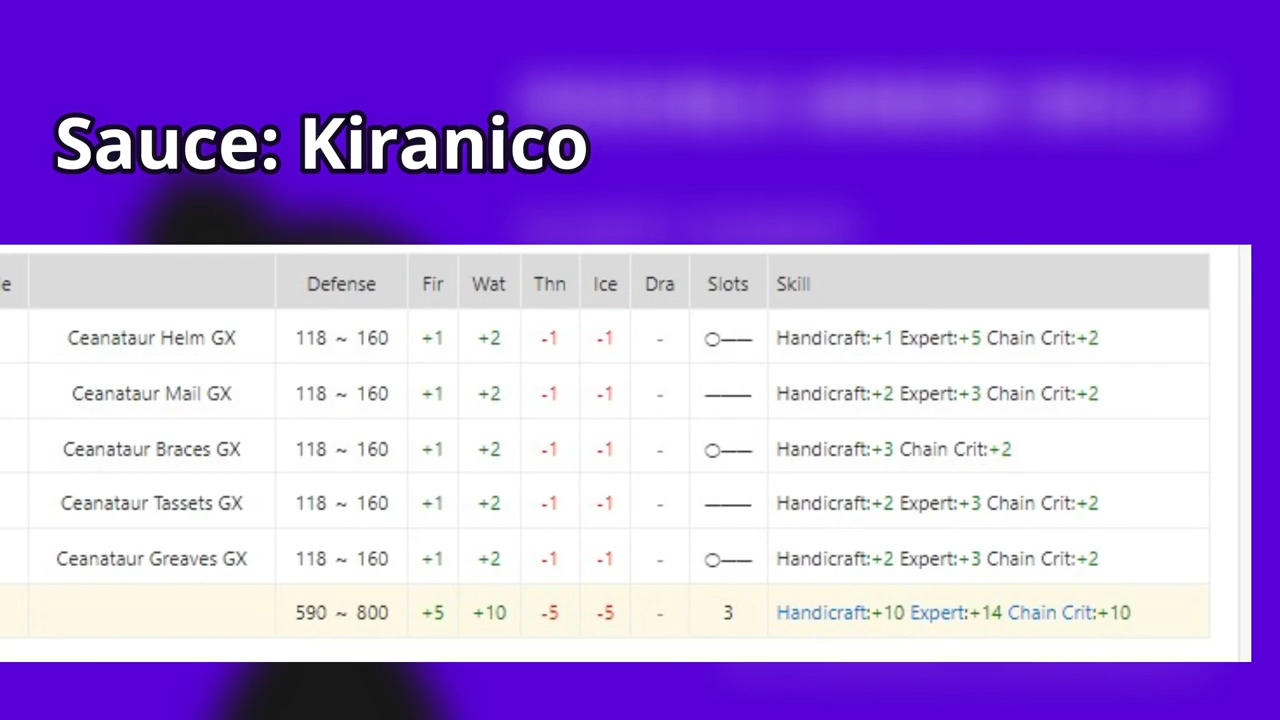 Sauce: Kiranico
e Defense Fir Wat Thn Ice Dra Slots Skill
Ceanataur Helm GX 118 ~ 160 +1 +2 -1 -1 - O―― Handicraft:+1 Expert:+5 Chain Crit:+2
Ceanataur Mail GX 118 ~ 160 +1 +2 -1 -1 - ――― Handicraft:+2 Expert:+3 Chain Crit:+2
Ceanataur Braces GX 118 ~ 160 +1 +2 -1 -1 - O―― Handicraft:+3 Chain Crit:+2
Ceanataur Tassets GX 118 ~ 160 +1 +2 -1 -1 - ――― Handicraft:+2 Expert:+3 Chain Crit:+2
Ceanataur Greaves GX 118 ~ 160 +1 +2 -1 -1 - O―― Handicraft:+2 Expert:+3 Chain Crit:+2
590 ~ 800 +5 +10 -5 -5 - 3 Handicraft:+10 Expert:+14 Chain Crit:+10